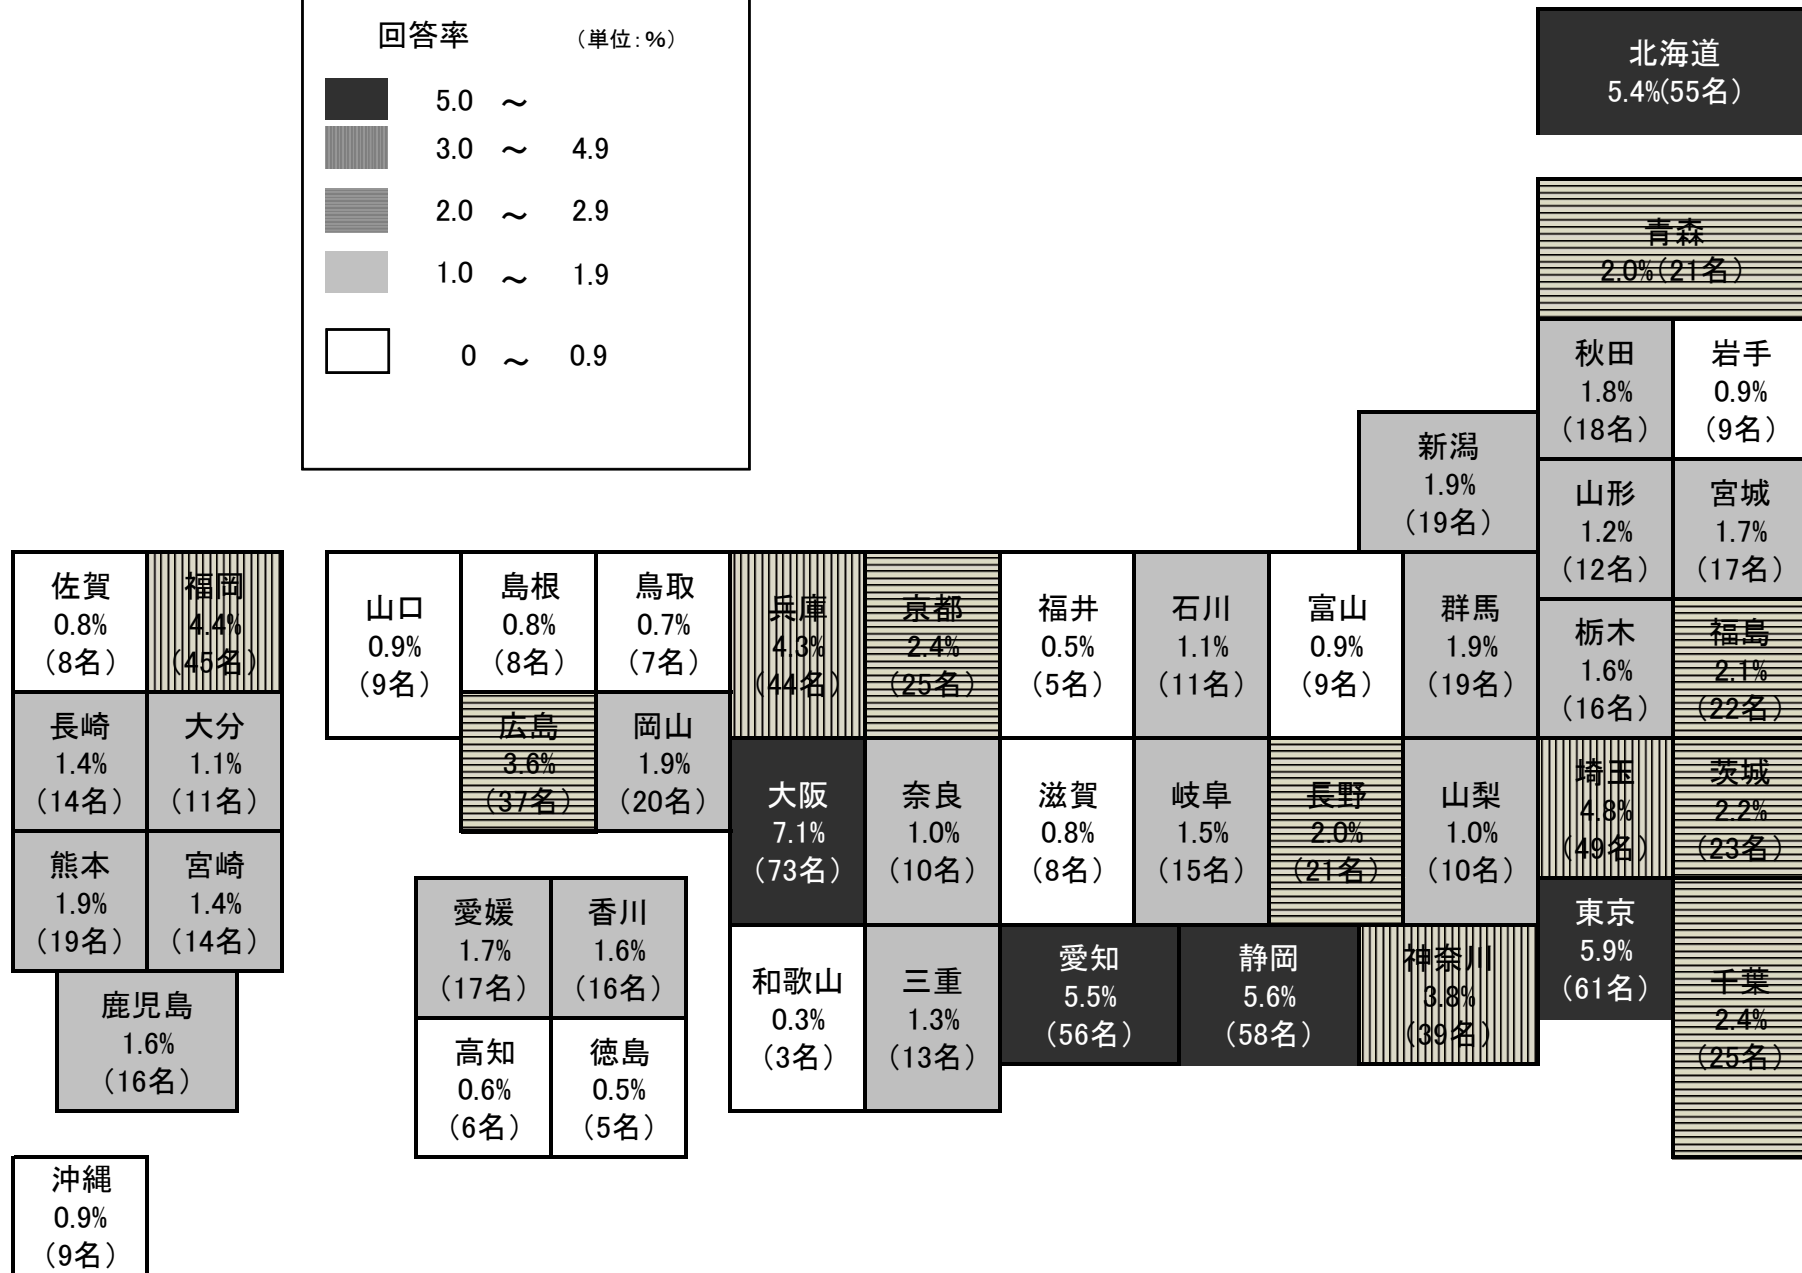 回答率 （単位：％）
5.0 ～
3.0 ～ 4.9
2.0 ～ 2.9
1.0 ～ 1.9
0 ～ 0.9
北海道
5.4%(55名）
青森
2.0%（21名）
秋田
1.8%
（18名）
岩手
0.9%
（9名）
新潟
1.9%
（19名）
山形
1.2%
（12名）
宮城
1.7%
（17名）
佐賀
0.8%
（8名）
福岡
4.4%
（45名）
山口
0.9%
（9名）
島根
0.8%
（8名）
鳥取
0.7%
（7名）
兵庫
4.3%
（44名）
京都
2.4%
（25名）
福井
0.5%
（5名）
石川
1.1%
（11名）
富山
0.9%
（9名）
群馬
1.9%
（19名）
栃木
1.6%
（16名）
福島
2.1%
（22名）
長崎
1.4%
（14名）
大分
1.1%
（11名）
広島
3.6%
（37名）
岡山
1.9%
（20名）
大阪
7.1%
（73名）
奈良
1.0%
（10名）
滋賀
0.8%
（8名）
岐阜
1.5%
（15名）
長野
2.0%
（21名）
山梨
1.0%
（10名）
埼玉
4.8%
（49名）
茨城
2.2%
（23名）
熊本
1.9%
（19名）
宮崎
1.4%
（14名）
愛媛
1.7%
（17名）
香川
1.6%
（16名）
東京
5.9%
（61名）
千葉
2.4%
（25名）
和歌山
0.3%
（3名）
三重
1.3%
（13名）
愛知
5.5%
（56名）
静岡
5.6%
（58名）
神奈川
3.8%
（39名）
鹿児島
1.6%
（16名）
高知
0.6%
（6名）
徳島
0.5%
（5名）
沖縄
0.9%
（9名）